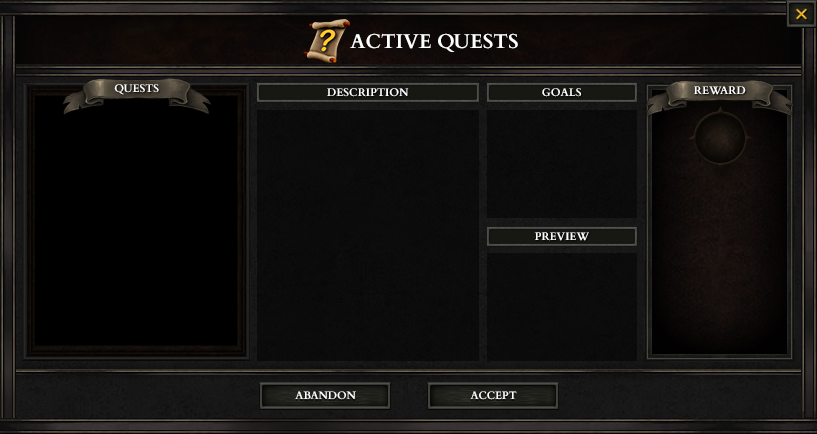 ?
ACTIVE QUESTS
QUESTS
DESCRIPTION
GOALS
REWARD
PREVIEW
ABANDON
ACCEPT